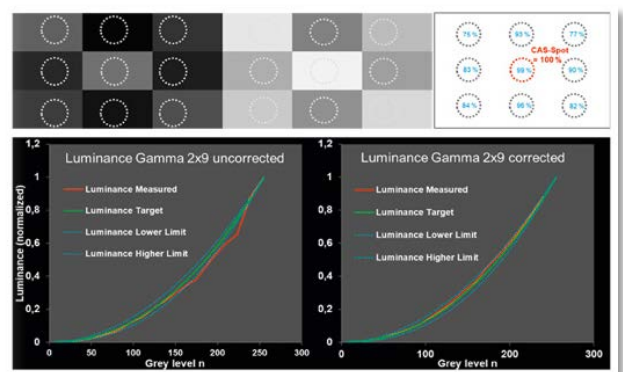 75 % 93 % 77 %
CAS-Spot
= 100 %
83 % 99 % 90 %
84 % 96 % 82 %
Luminance Gamma 2x9 uncorrected
Luminance Measured
Luminance Target
Luminance Lower Limit
Luminance Higher Limit
Luminance (normalized)
1,2
1
0,8
0,6
0,4
0,2
0
0 50 100 150 200 250 300
Grey level n
Luminance Gamma 2x9 corrected
Luminance Measured
Luminance Target
Luminance Lower Limit
Luminance Higher Limit
1,2
1
0,8
0,6
0,4
0,2
0
0 100 200 300
Grey level n